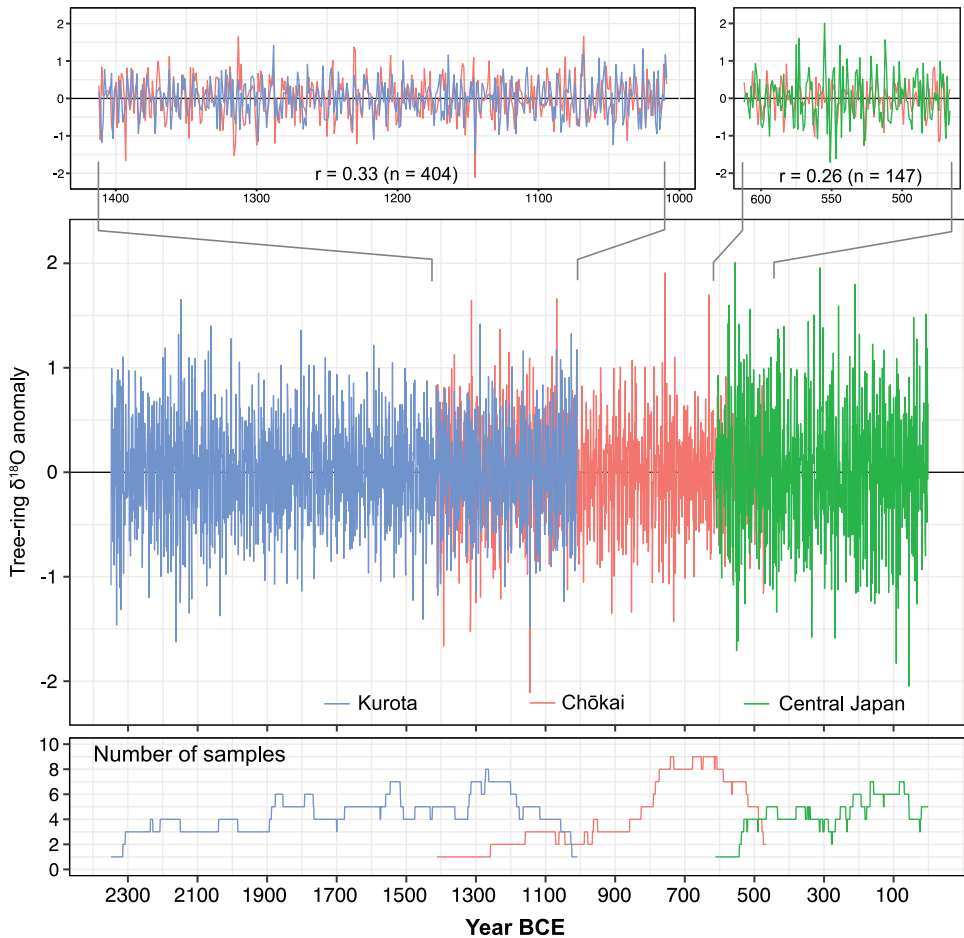 2
1
0
-1
-2
r = 0.33 (n = 404)
1400 1300 1200 1100 1000
2
1
0
-1
-2
r = 0.26 (n = 147)
600 550 500
Tree-ring δ¹⁸O anomaly
2
1
0
-1
-2
Kurota Chōkai Central Japan
Number of samples
10
8
6
4
2
0
2300 2100 1900 1700 1500 1300 1100 900 700 500 300 100
Year BCE